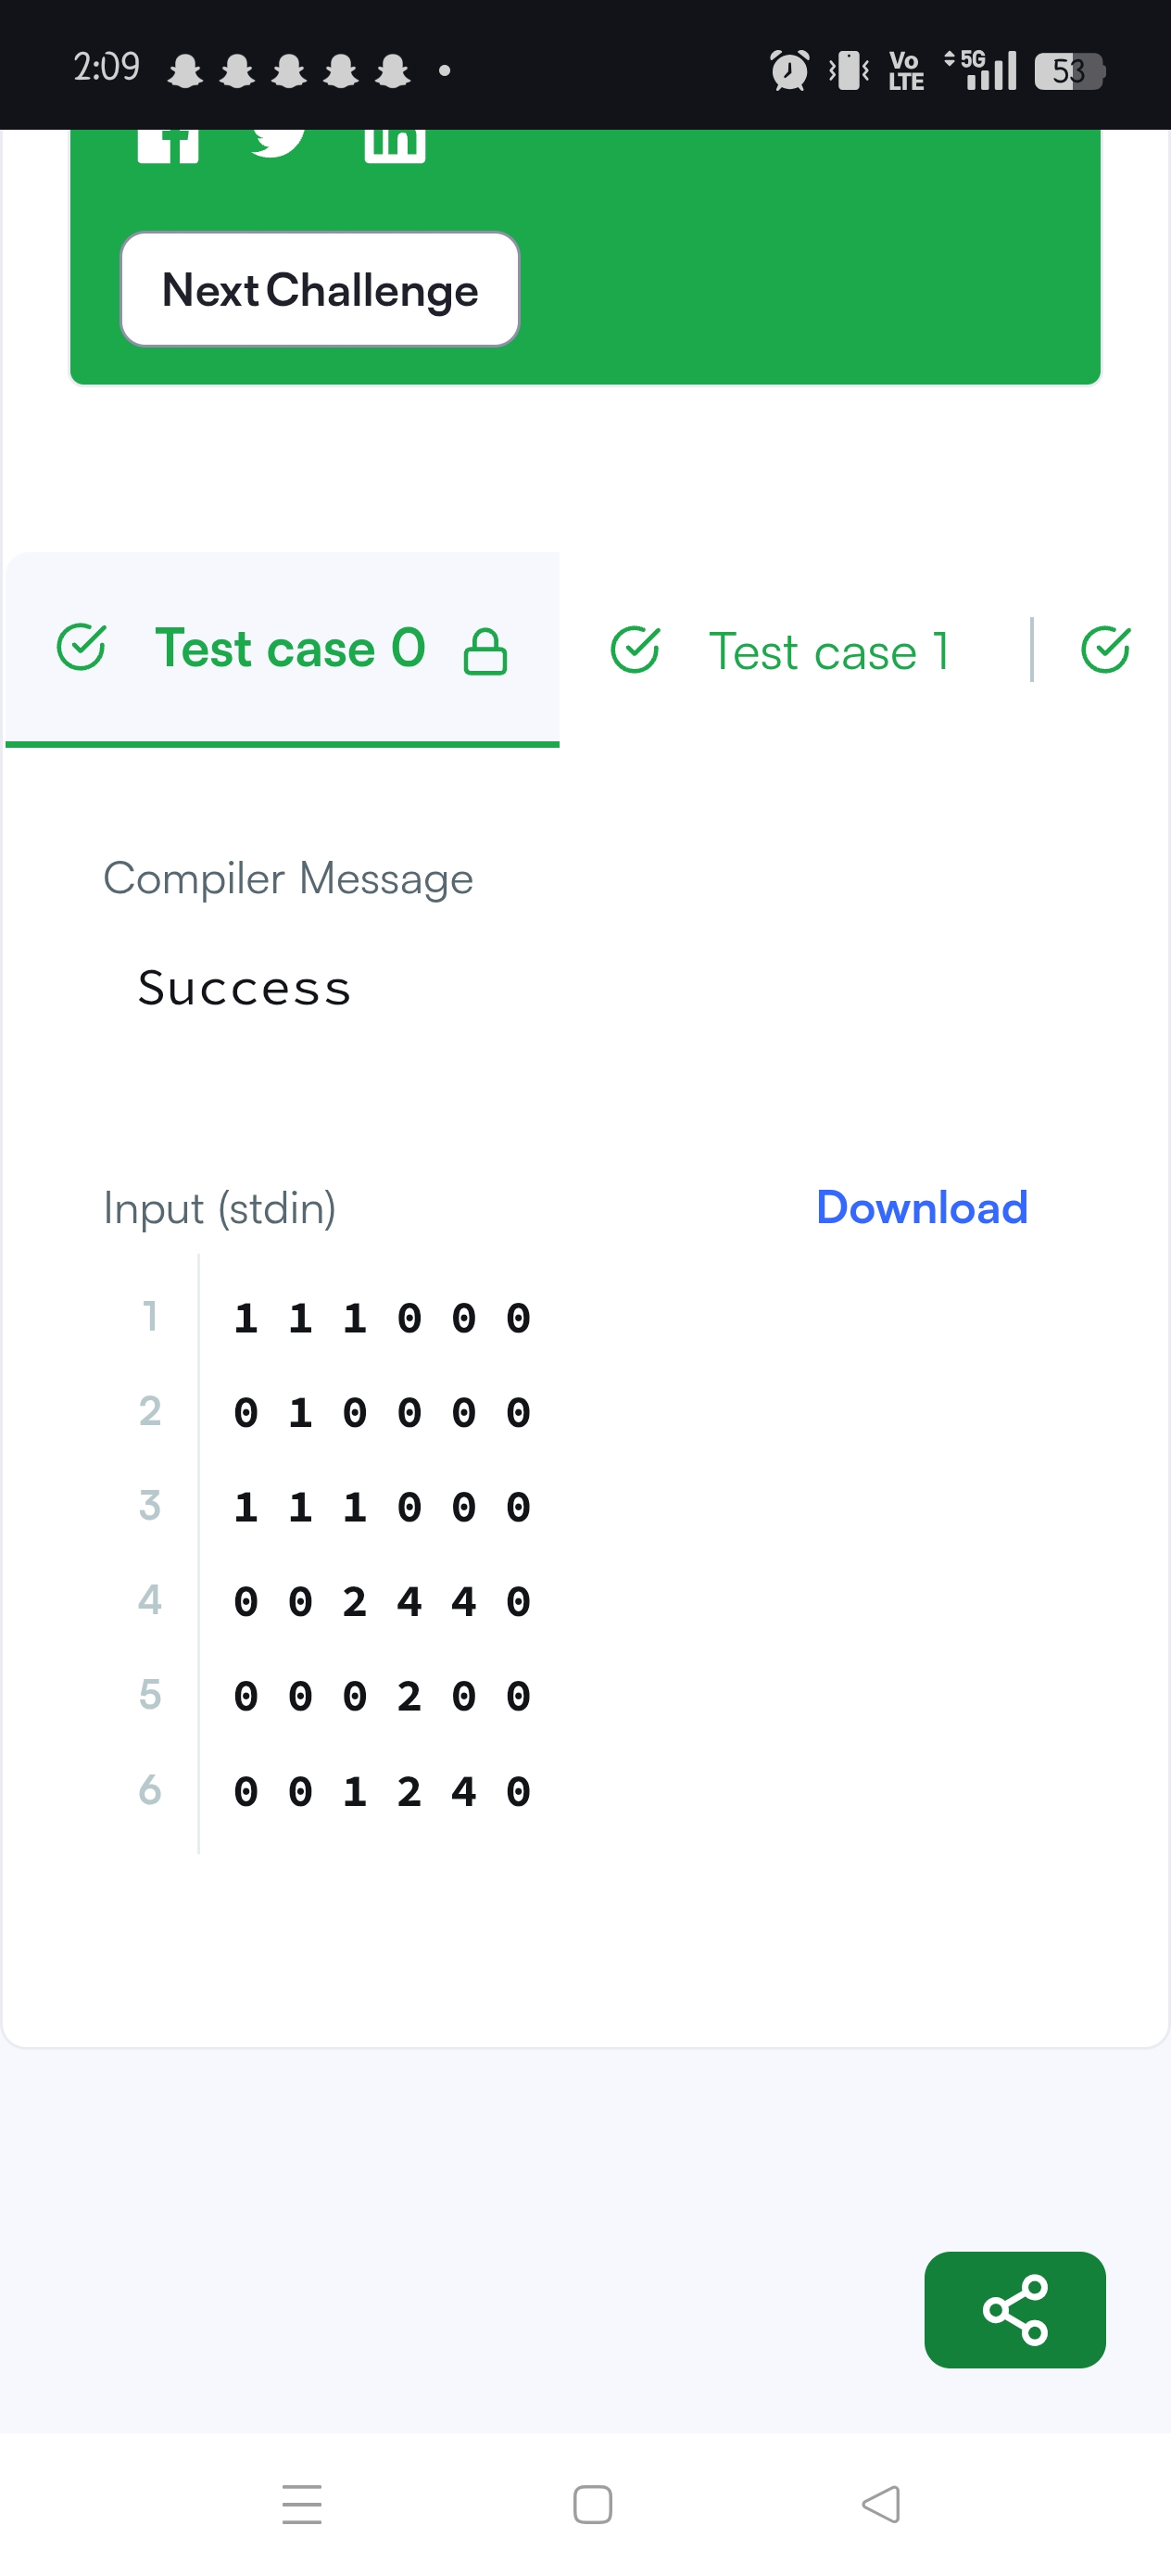 2:09 Vo LTE 5G 53
Next Challenge
Test case 0 Test case 1
Compiler Message
Success
Input (stdin) Download
1 1 1 1 0 0 0
2 0 1 0 0 0 0
3 1 1 1 0 0 0
4 0 0 2 4 4 0
5 0 0 0 2 0 0
6 0 0 1 2 4 0